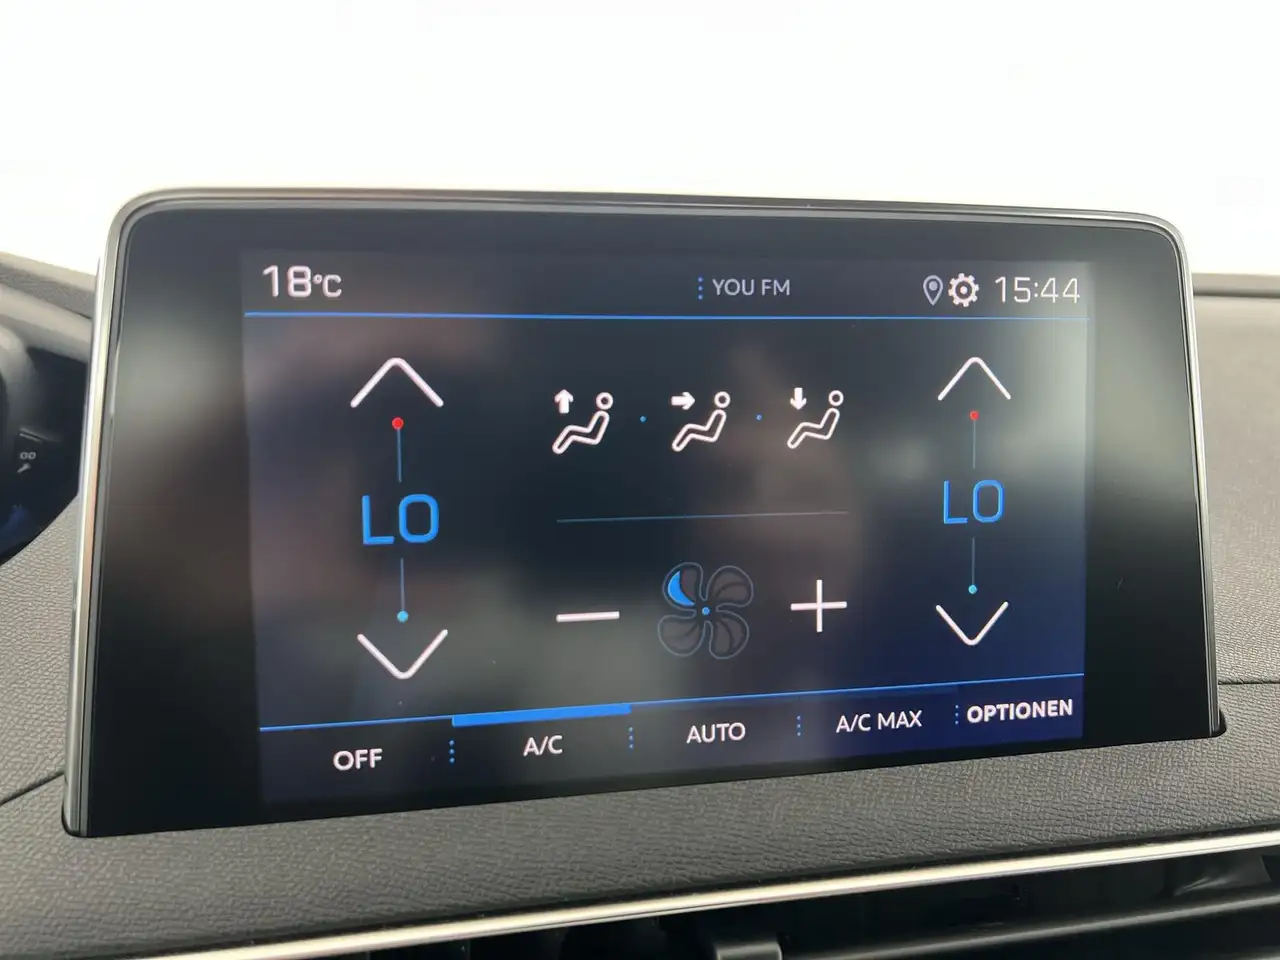 18°C
YOU FM
15:44
LO
LO
OFF
A/C
AUTO
A/C MAX
OPTIONEN